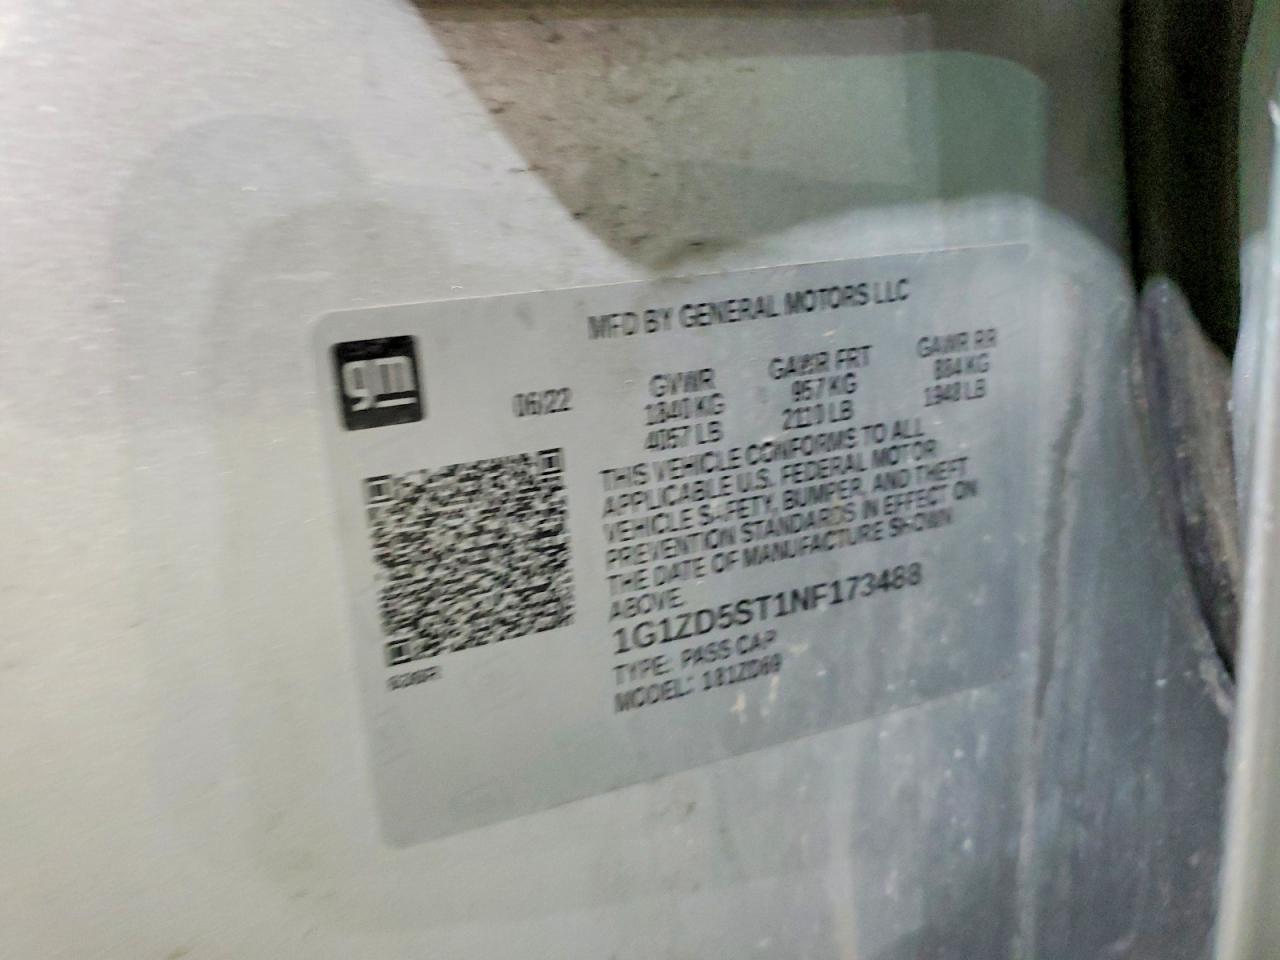 MFD BY GENERAL MOTORS LLC
gm
06/22
GVWR GAWR FRT GAWR RR
1840 KG 957 KG 884 KG
4057 LB 2110 LB 1948 LB
THIS VEHICLE CONFORMS TO ALL
APPLICABLE U.S. FEDERAL MOTOR
VEHICLE SAFETY, BUMPER, AND THEFT
PREVENTION STANDARDS IN EFFECT ON
THE DATE OF MANUFACTURE SHOWN
ABOVE.
1G1ZD5ST1NF173488
TYPE: PASS CAR
MODEL: 181ZD69